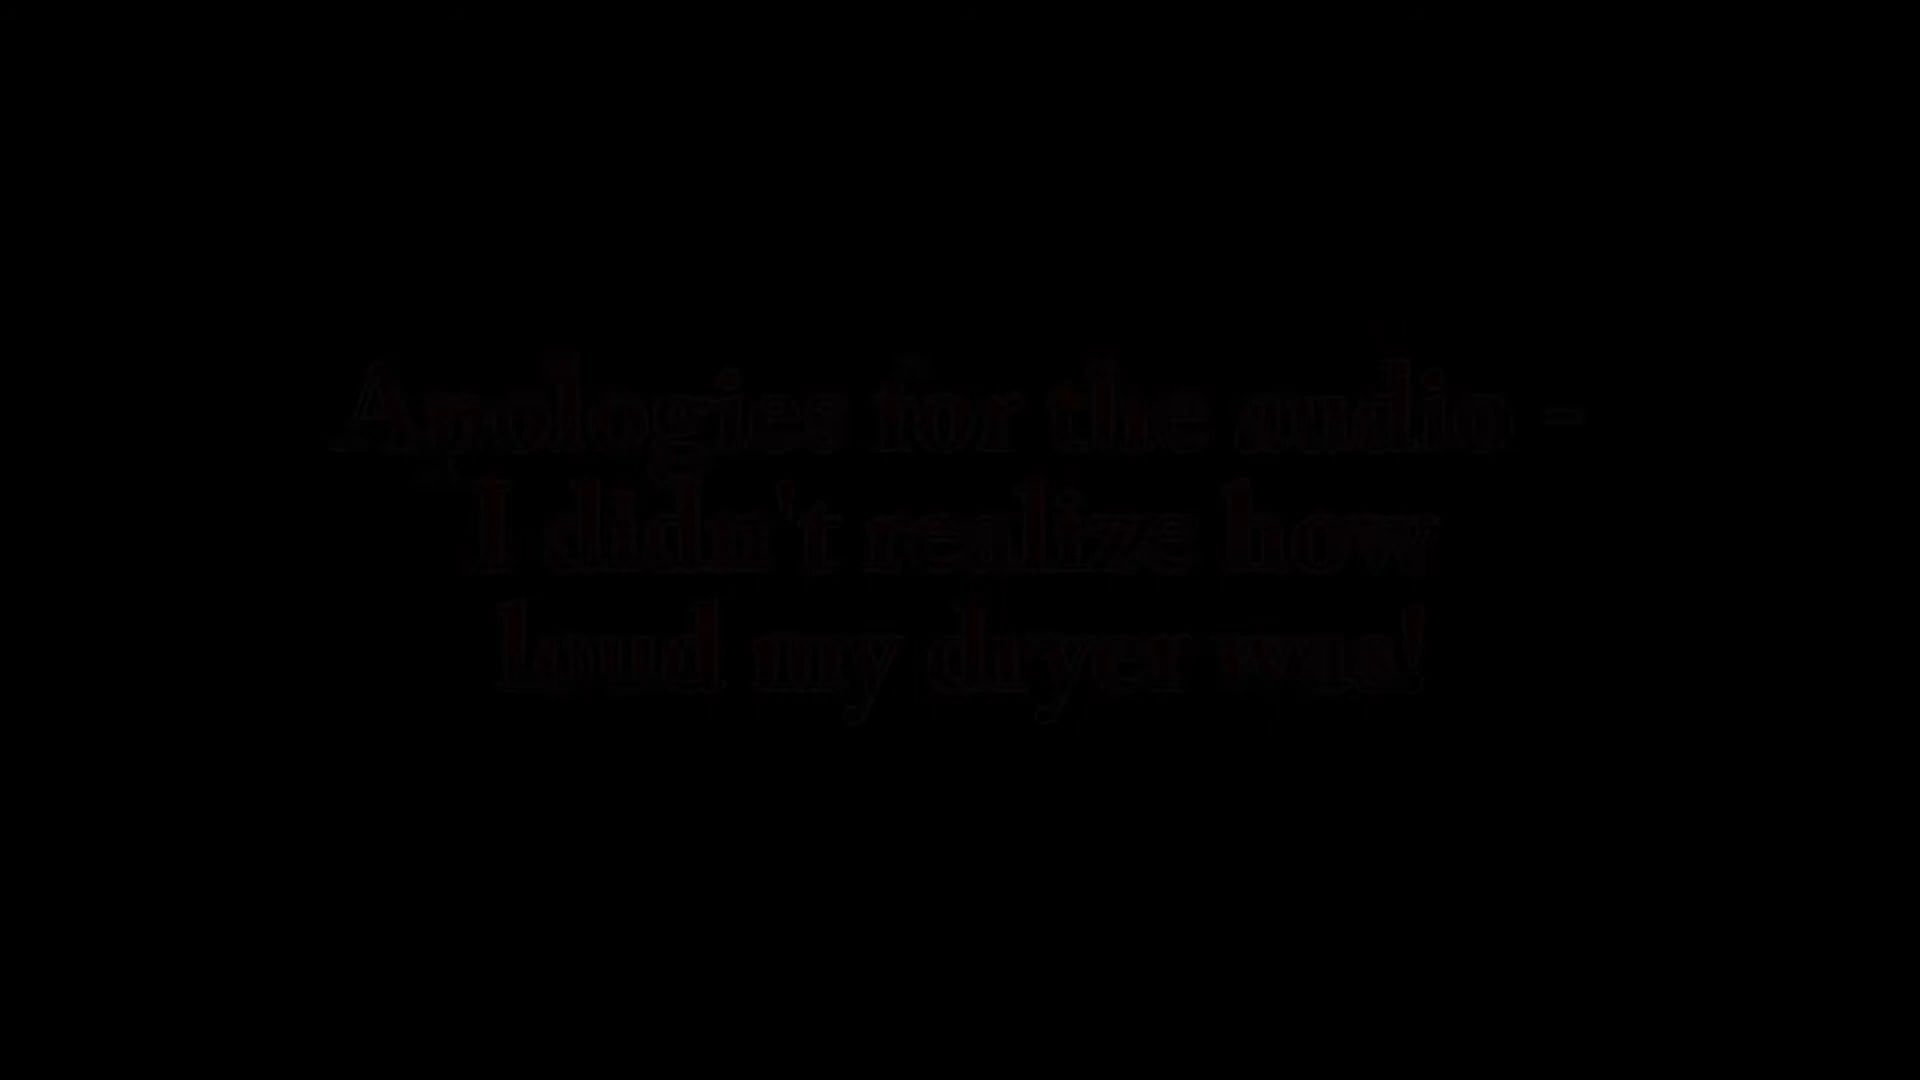 Apologies for the audio -
I didn't realize how
loud my dryer was!